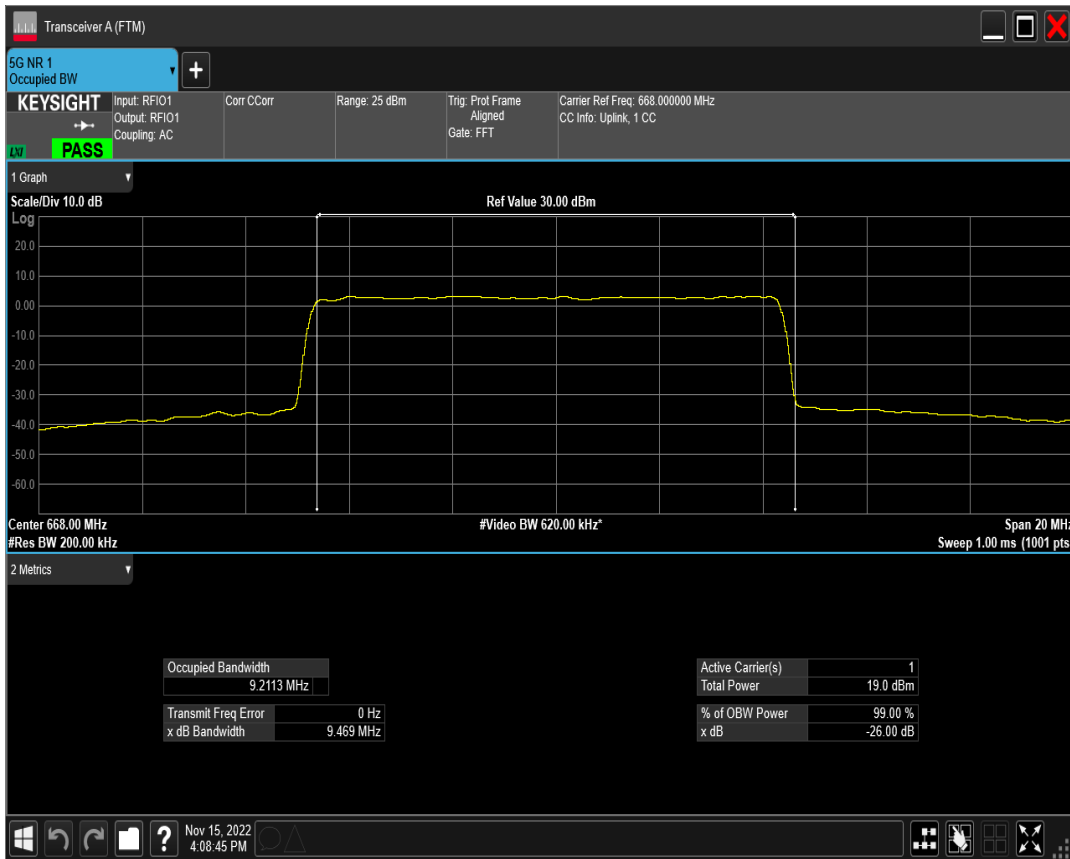 Transceiver A (FTM)
5G NR 1
Occupied BW
KEYSIGHT
LXI
PASS
Input: RFIO1
Output: RFIO1
Coupling: AC
Corr CCorr
Range: 25 dBm
Trig: Prot Frame
Aligned
Gate: FFT
Carrier Ref Freq: 668.000000 MHz
CC Info: Uplink, 1 CC
1 Graph
Scale/Div 10.0 dB
Ref Value 30.00 dBm
Log
20.0
10.0
0.00
-10.0
-20.0
-30.0
-40.0
-50.0
-60.0
Center 668.00 MHz
#Video BW 620.00 kHz*
Span 20 MHz
#Res BW 200.00 kHz
Sweep 1.00 ms (1001 pts
2 Metrics
Occupied Bandwidth
9.2113 MHz
Transmit Freq Error 0 Hz
x dB Bandwidth 9.469 MHz
Active Carrier(s) 1
Total Power 19.0 dBm
% of OBW Power 99.00 %
x dB -26.00 dB
?
Nov 15, 2022
4:08:45 PM